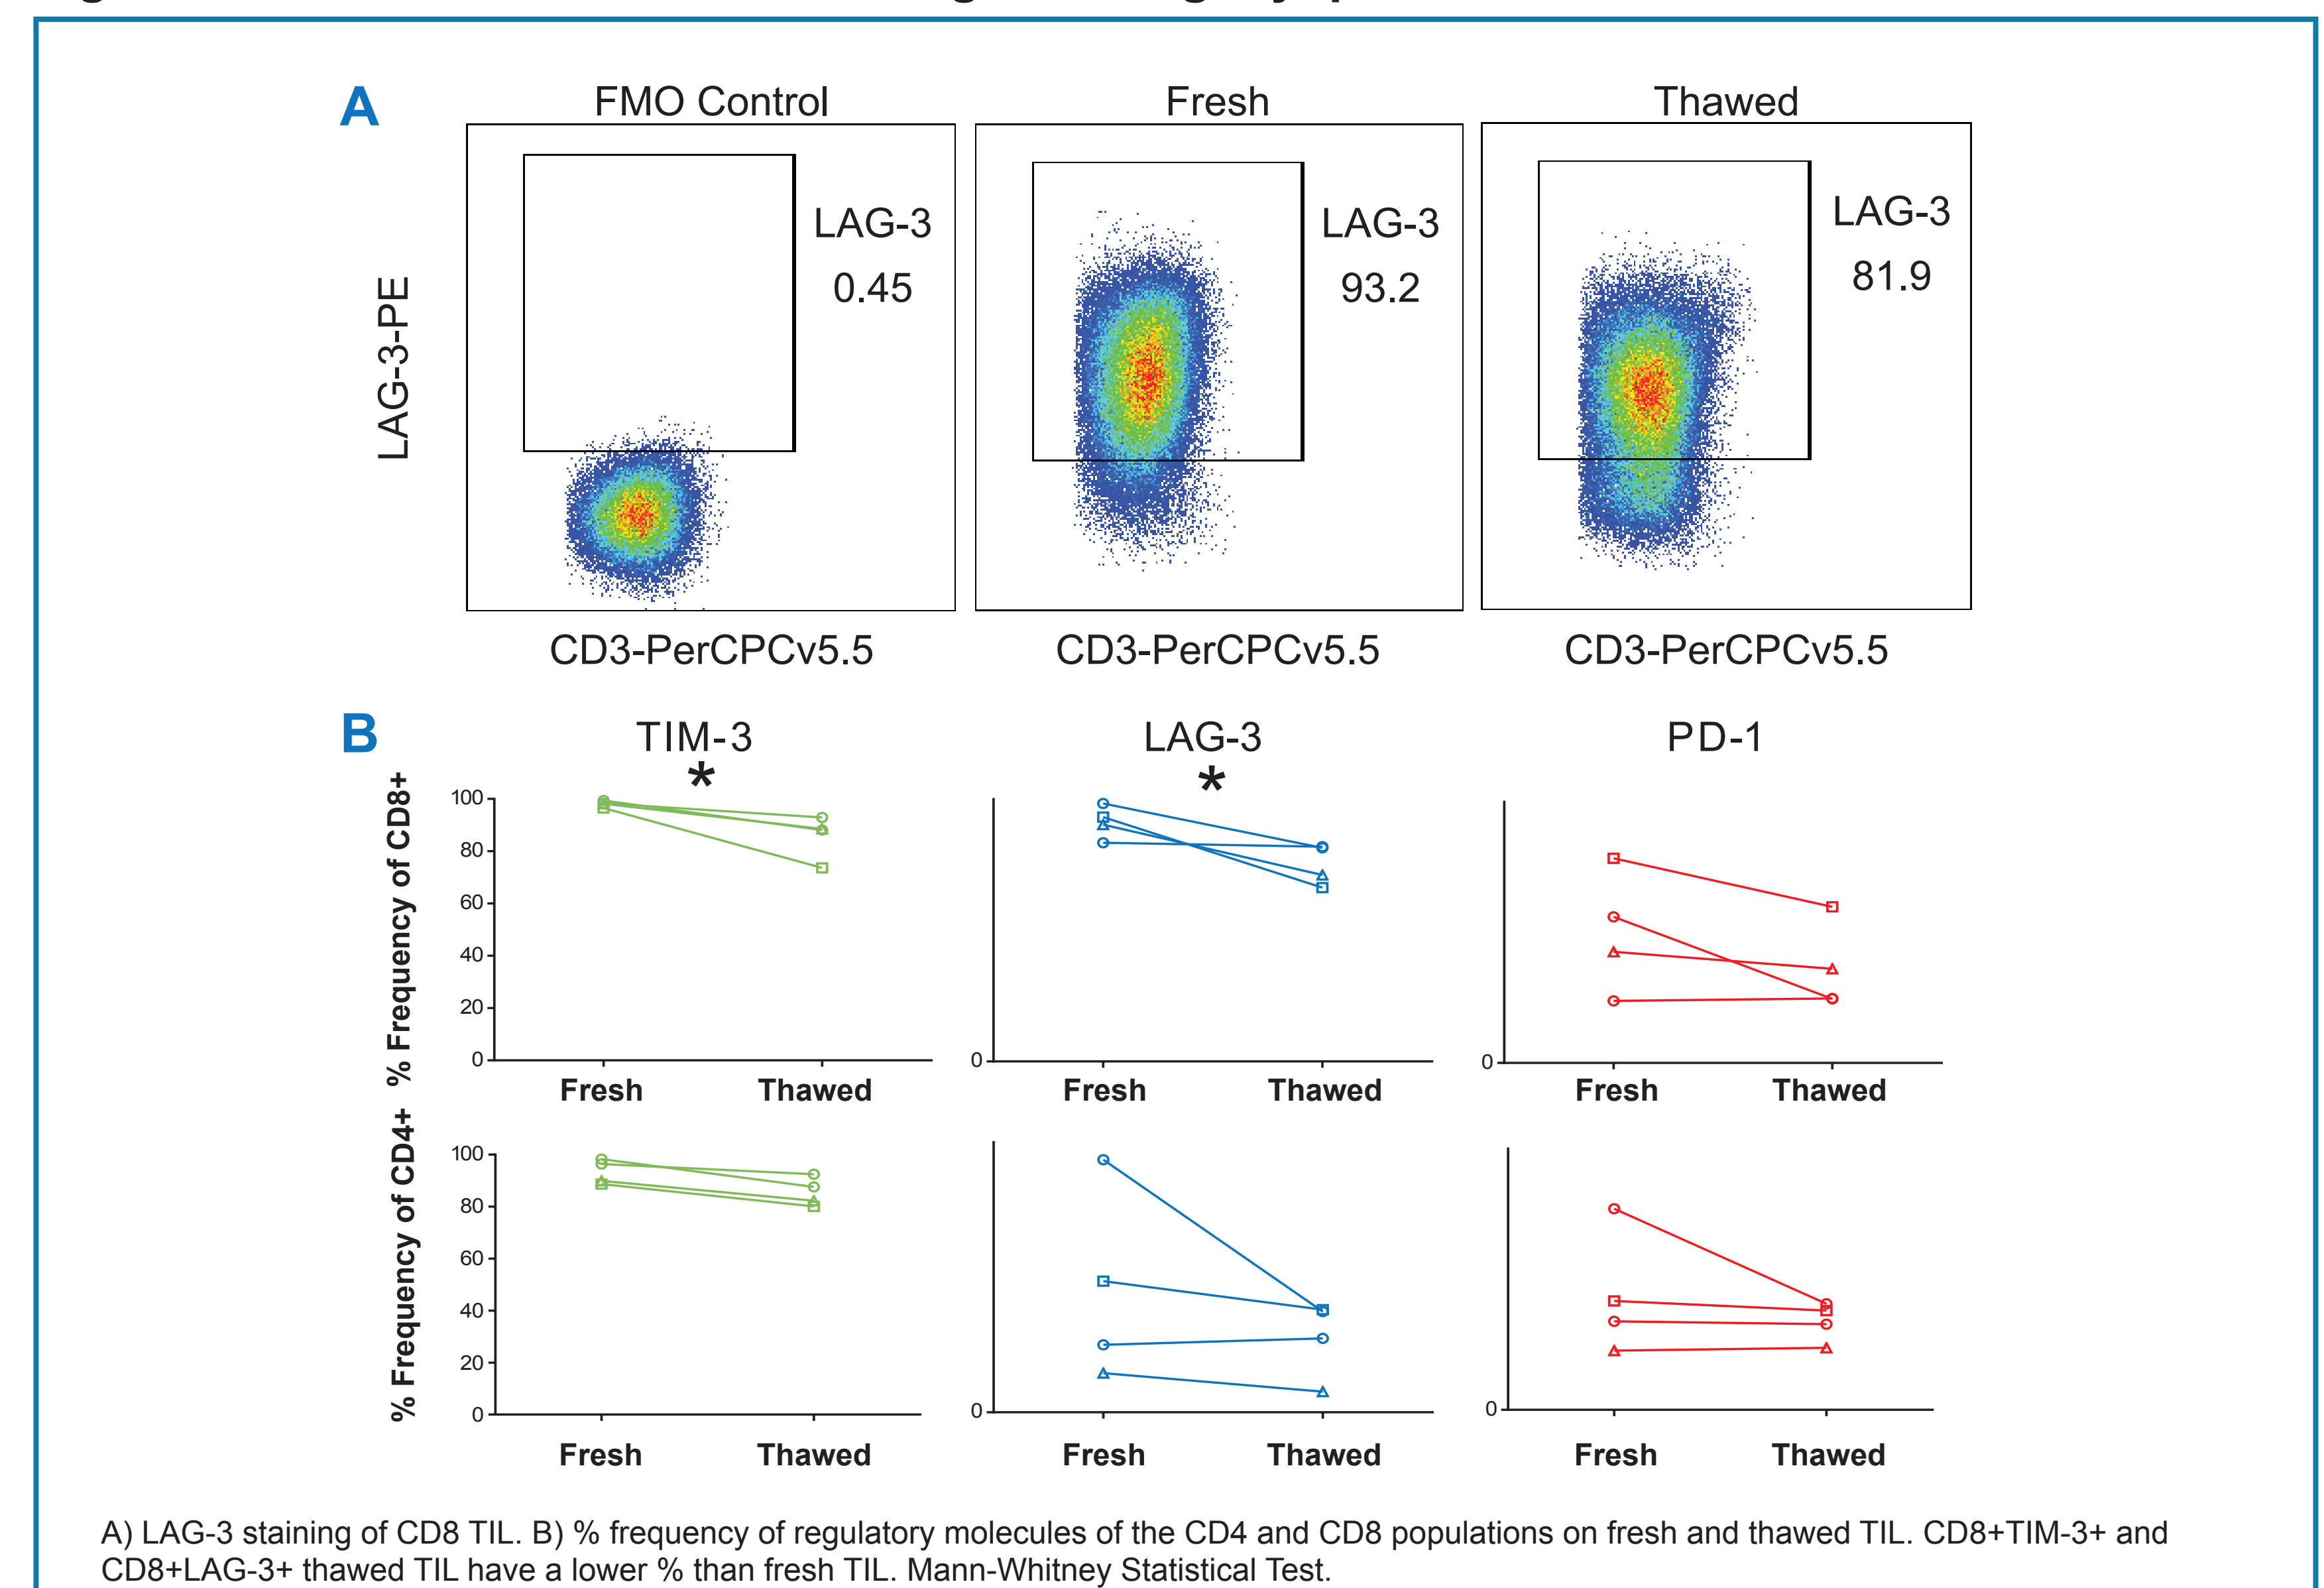 A
FMO Control
Fresh
Thawed
LAG-3-PE
LAG-3
0.45
LAG-3
93.2
LAG-3
81.9
CD3-PerCPCv5.5
CD3-PerCPCv5.5
CD3-PerCPCv5.5
B
TIM-3
LAG-3
PD-1
*
*
% Frequency of CD8+
100
80
60
40
20
0
0
0
Fresh
Thawed
Fresh
Thawed
Fresh
Thawed
% Frequency of CD4+
100
80
60
40
20
0
0
0
Fresh
Thawed
Fresh
Thawed
Fresh
Thawed
A) LAG-3 staining of CD8 TIL. B) % frequency of regulatory molecules of the CD4 and CD8 populations on fresh and thawed TIL. CD8+TIM-3+ and
CD8+LAG-3+ thawed TIL have a lower % than fresh TIL. Mann-Whitney Statistical Test.